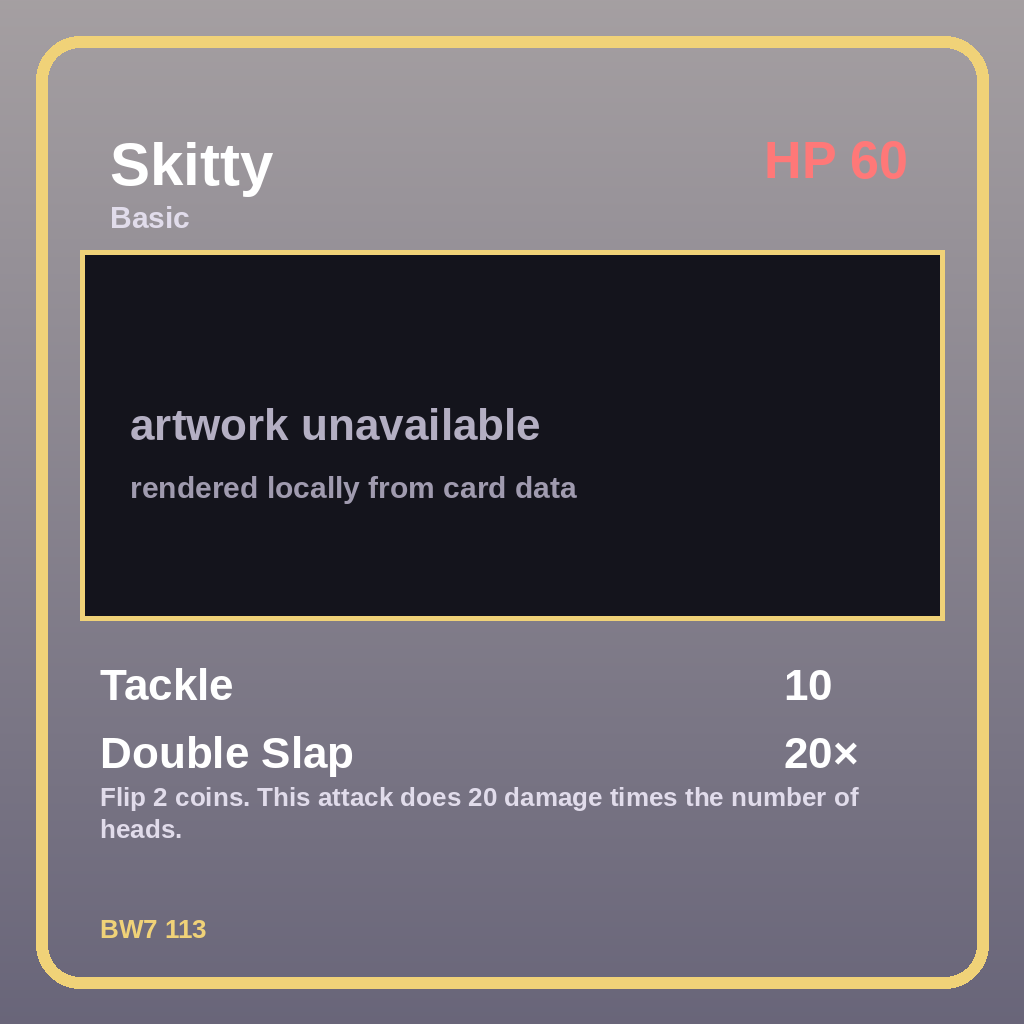 Skitty
HP 60
Basic
artwork unavailable
rendered locally from card data
Tackle 10
Double Slap 20×
Flip 2 coins. This attack does 20 damage times the number of
heads.
BW7 113